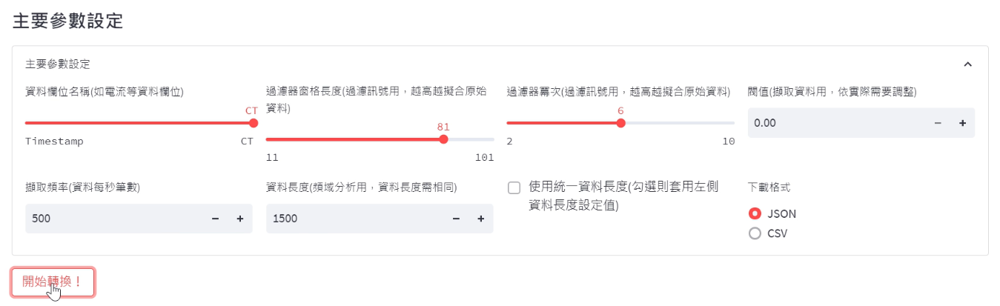 主要參數設定
主要參數設定
資料欄位名稱(如電流等資料欄位)
CT
Timestamp
CT
過濾器窗格長度(過濾訊號用，越高越擬合原始
資料)
81
11
101
過濾器冪次(過濾訊號用，越高越擬合原始資料)
6
2
10
閥值(擷取資料用，依實際需要調整)
0.00
擷取頻率(資料每秒筆數)
500
資料長度(頻域分析用，資料長度需相同)
1500
使用統一資料長度(勾選則套用左側
資料長度設定值)
下載格式
JSON
CSV
開始轉換！